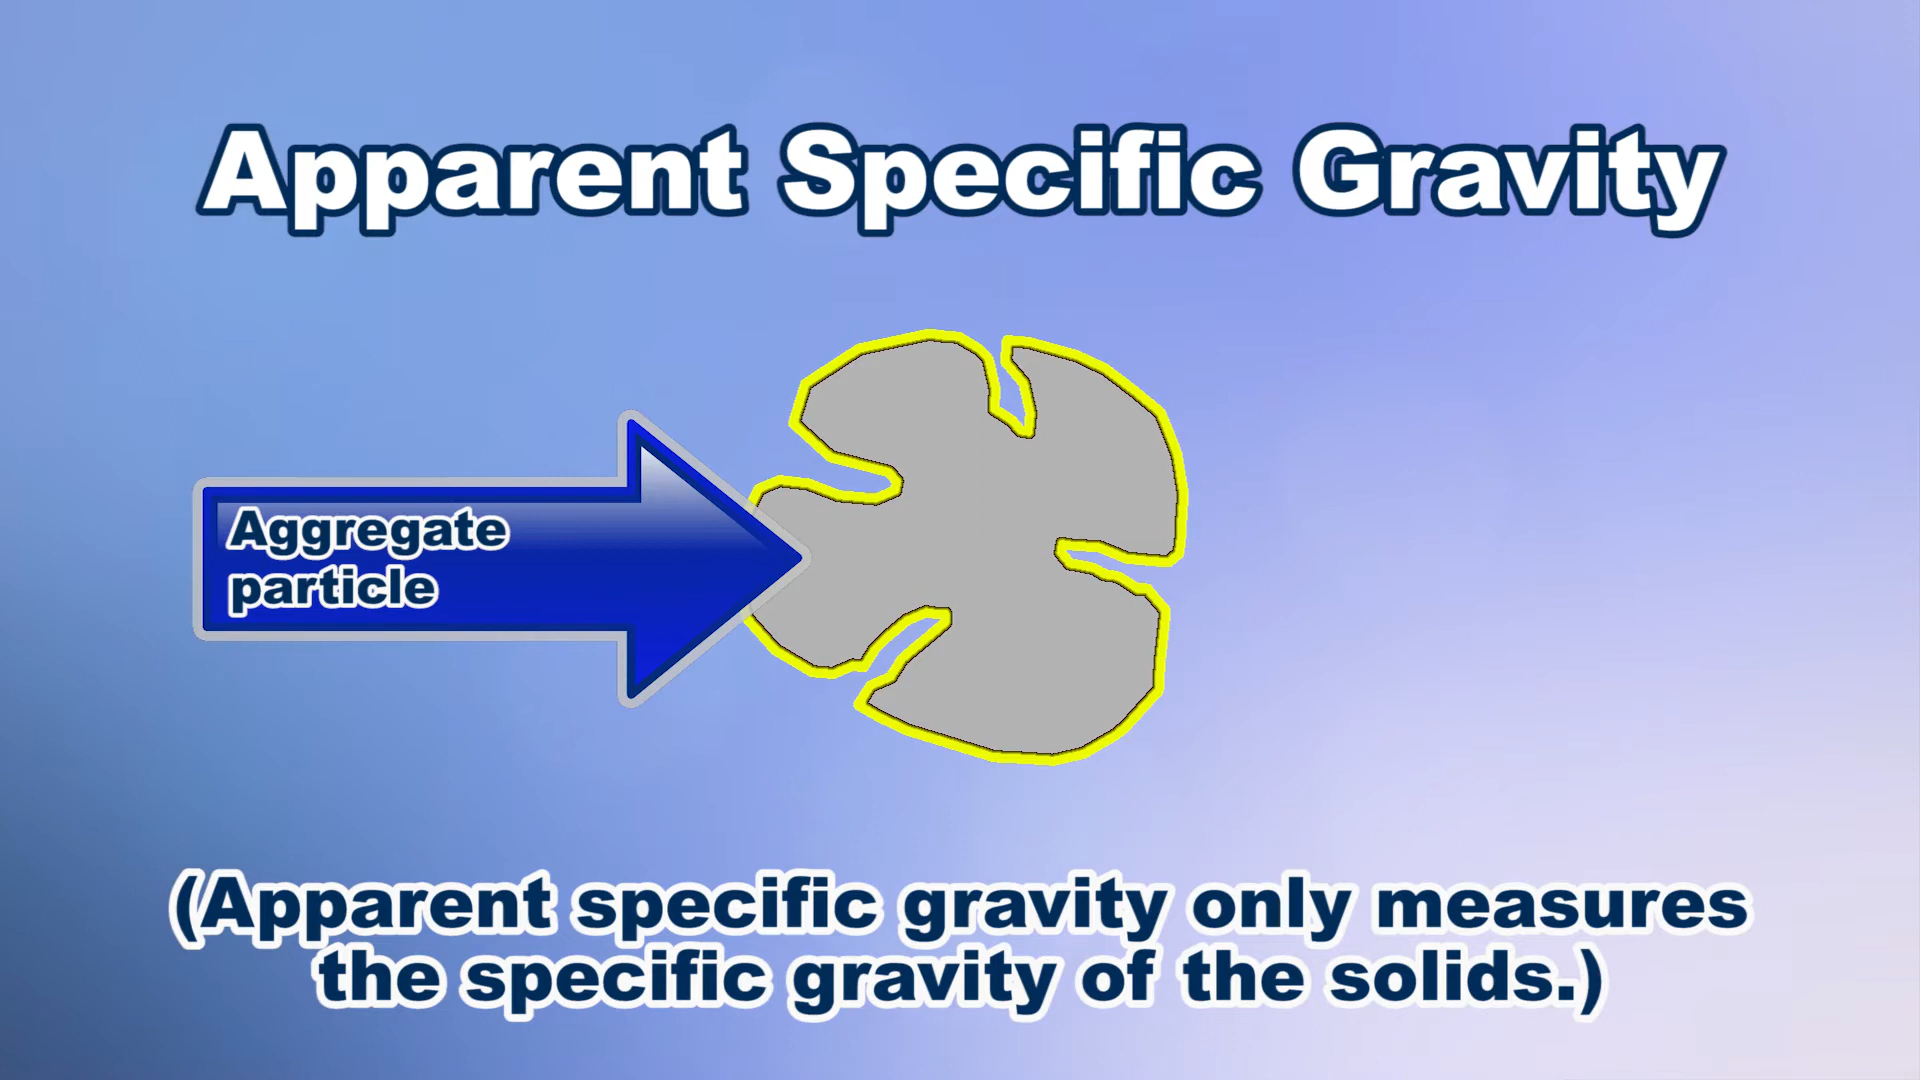 Apparent Specific Gravity
Aggregate
particle
(Apparent specific gravity only measures
the specific gravity of the solids.)